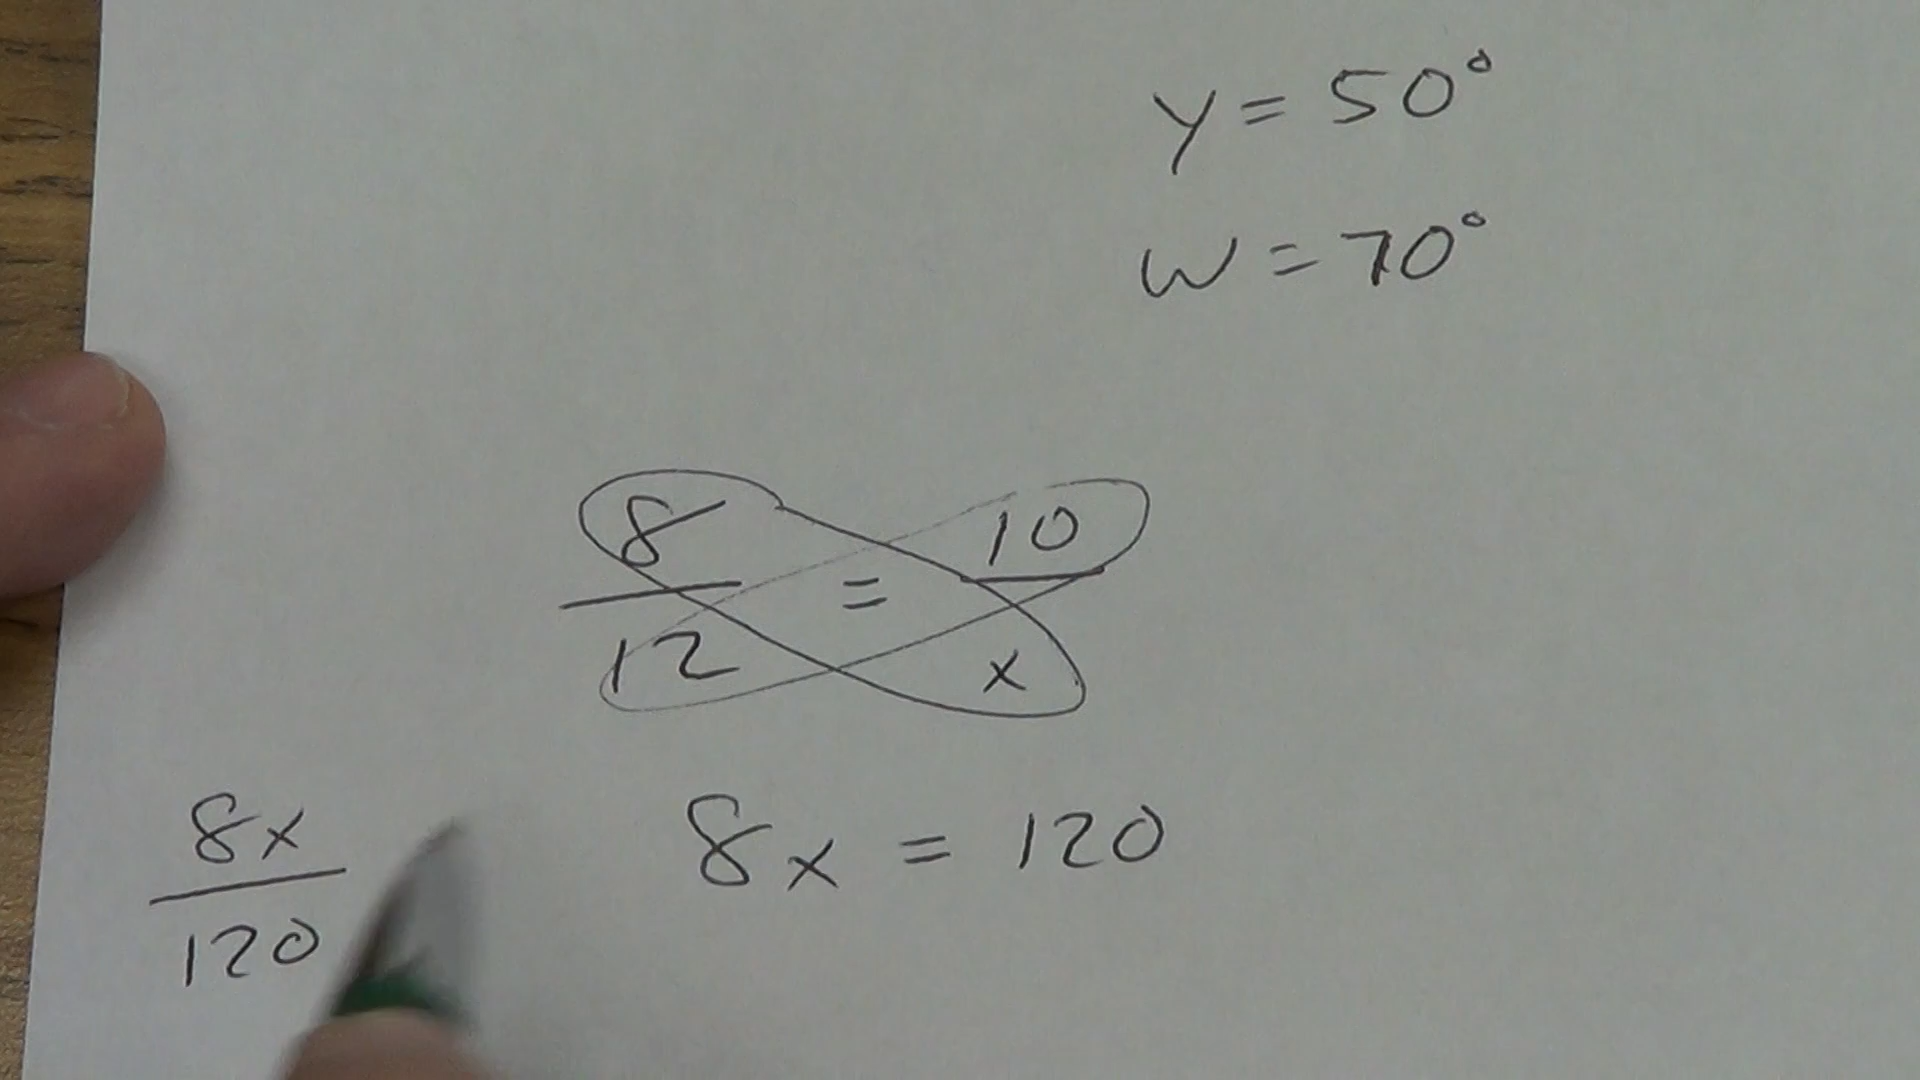 y = 50°
w = 70°
8/12 = 10/x
8x = 120
8x/120